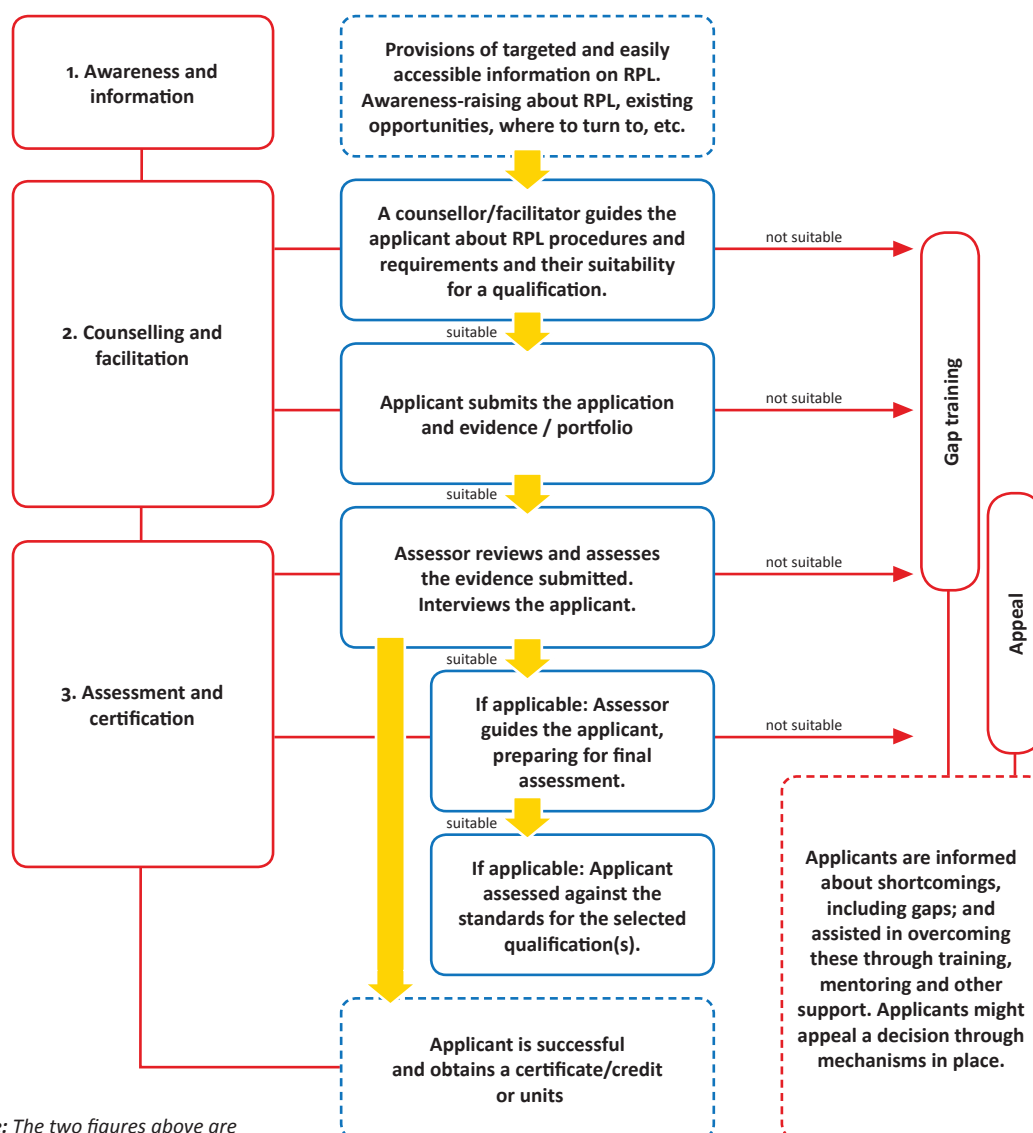 1. Awareness and
information
Provisions of targeted and easily
accessible information on RPL.
Awareness-raising about RPL, existing
opportunities, where to turn to, etc.
2. Counselling and
facilitation
A counsellor/facilitator guides the
applicant about RPL procedures and
requirements and their suitability
for a qualification.
not suitable
suitable
Applicant submits the application
and evidence / portfolio
not suitable
suitable
Gap training
3. Assessment and
certification
Assessor reviews and assesses
the evidence submitted.
Interviews the applicant.
not suitable
suitable
Appeal
If applicable: Assessor
guides the applicant,
preparing for final
assessment.
not suitable
suitable
If applicable: Applicant
assessed against the
standards for the selected
qualification(s).
Applicants are informed
about shortcomings,
including gaps; and
assisted in overcoming
these through training,
mentoring and other
support. Applicants might
appeal a decision through
mechanisms in place.
Applicant is successful
and obtains a certificate/credit
or units
The two figures above are